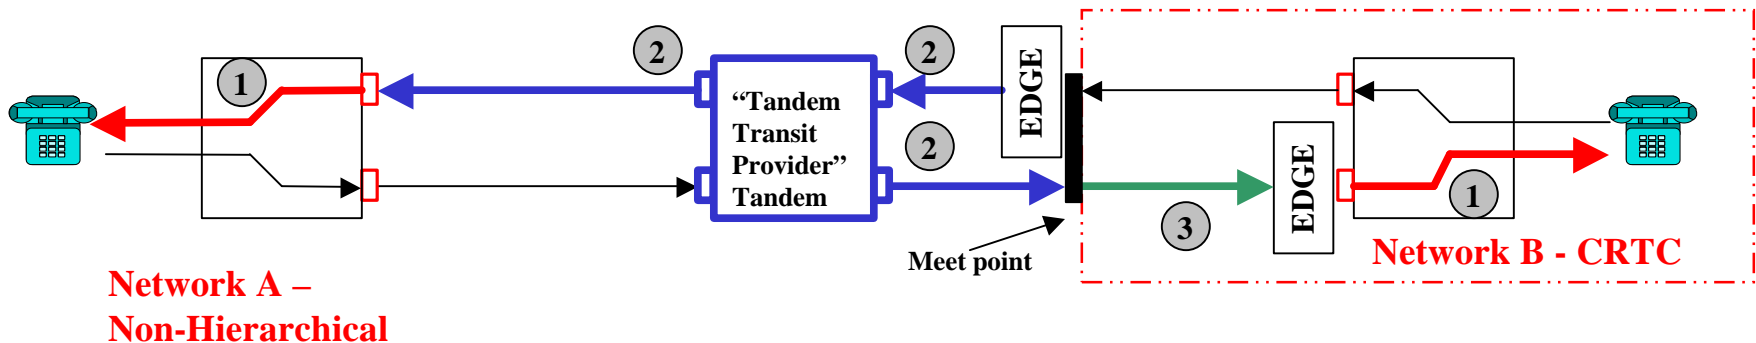 1
2
2
2
“Tandem
Transit
Provider”
Tandem
EDGE
EDGE
3
1
Meet point
Network B - CRTC
Network A –
Non-Hierarchical